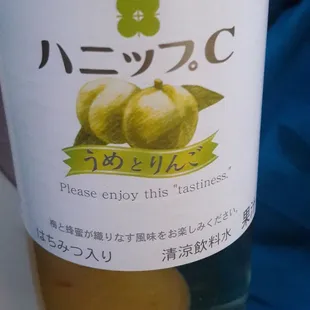 ハニップC
うめとりんご
Please enjoy this "tastiness."
梅と蜂蜜が織りなす風味をお楽しみください。
はちみつ入り
清涼飲料水
果